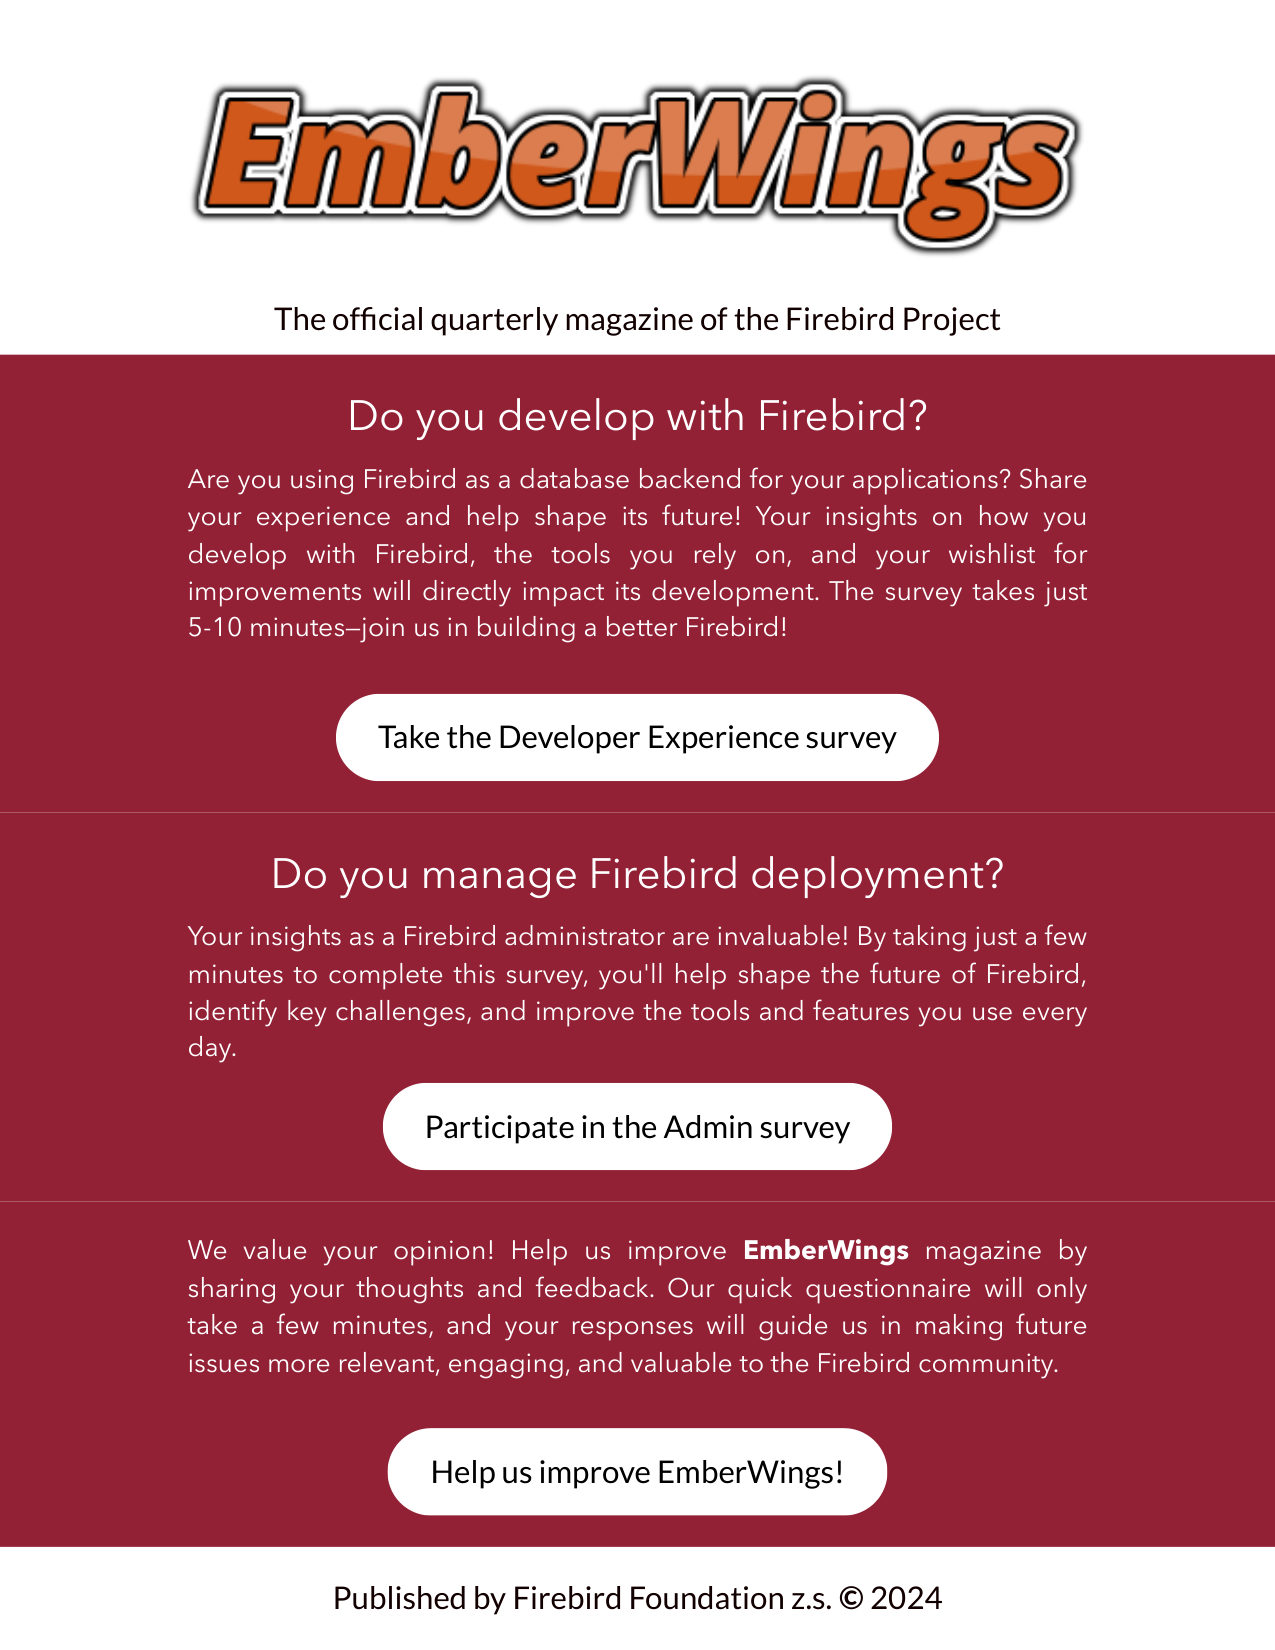 EmberWings
The official quarterly magazine of the Firebird Project
Do you develop with Firebird?
Are you using Firebird as a database backend for your applications? Share
your experience and help shape its future! Your insights on how you
develop with Firebird, the tools you rely on, and your wishlist for
improvements will directly impact its development. The survey takes just
5-10 minutes—join us in building a better Firebird!
Take the Developer Experience survey
Do you manage Firebird deployment?
Your insights as a Firebird administrator are invaluable! By taking just a few
minutes to complete this survey, you'll help shape the future of Firebird,
identify key challenges, and improve the tools and features you use every
day.
Participate in the Admin survey
We value your opinion! Help us improve EmberWings magazine by
sharing your thoughts and feedback. Our quick questionnaire will only
take a few minutes, and your responses will guide us in making future
issues more relevant, engaging, and valuable to the Firebird community.
Help us improve EmberWings!
Published by Firebird Foundation z.s. © 2024